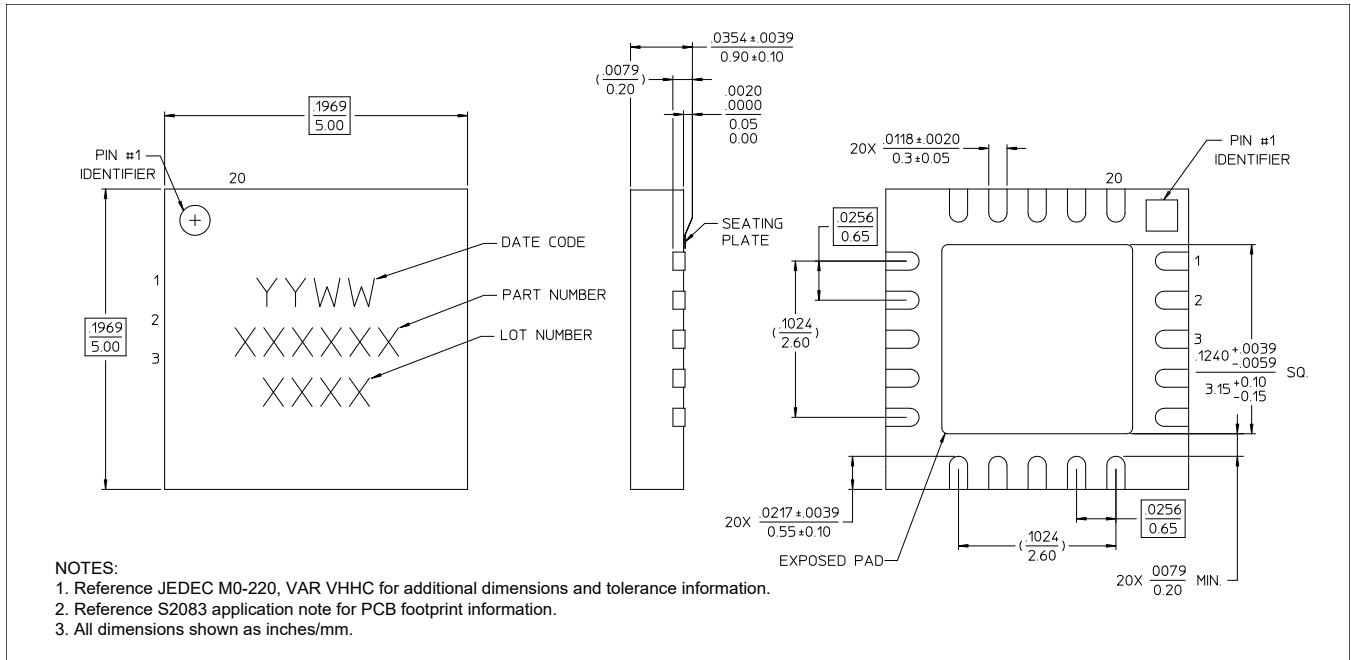 .1969
5.00
PIN #1
IDENTIFIER
20
.1969
5.00
1
2
3
YYWW
XXXXXX
XXXX
DATE CODE
PART NUMBER
LOT NUMBER
.0354 ±.0039
0.90 ±0.10
(.0079
0.20)
.0020
.0000
0.05
0.00
SEATING
PLATE
20X .0118 ±.0020
0.3 ±0.05
20
PIN #1
IDENTIFIER
.0256
0.65
(.1024
2.60)
1
2
3
.1240 +.0039
-.0059
3.15 +0.10
-0.15
SQ.
20X .0217 ±.0039
0.55 ±0.10
EXPOSED PAD
(.1024
2.60)
.0256
0.65
20X .0079
0.20 MIN.
NOTES:
1. Reference JEDEC M0-220, VAR VHHC for additional dimensions and tolerance information.
2. Reference S2083 application note for PCB footprint information.
3. All dimensions shown as inches/mm.